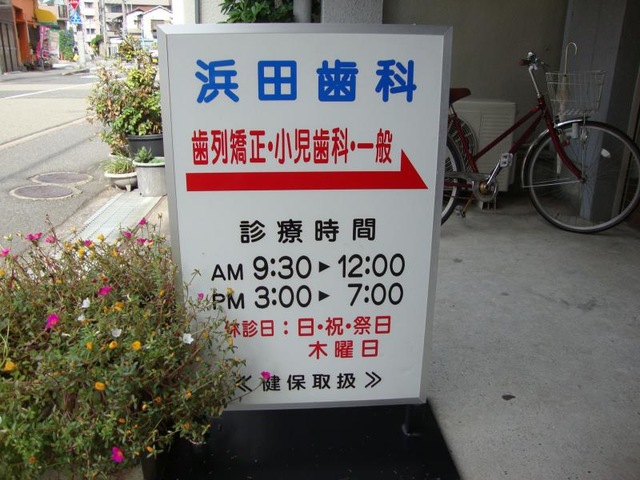 浜田歯科
歯列矯正・小児歯科・一般
診療時間
AM 9:30▶12:00
PM 3:00▶ 7:00
休診日：日・祝・祭日
木曜日
≪健保取扱≫